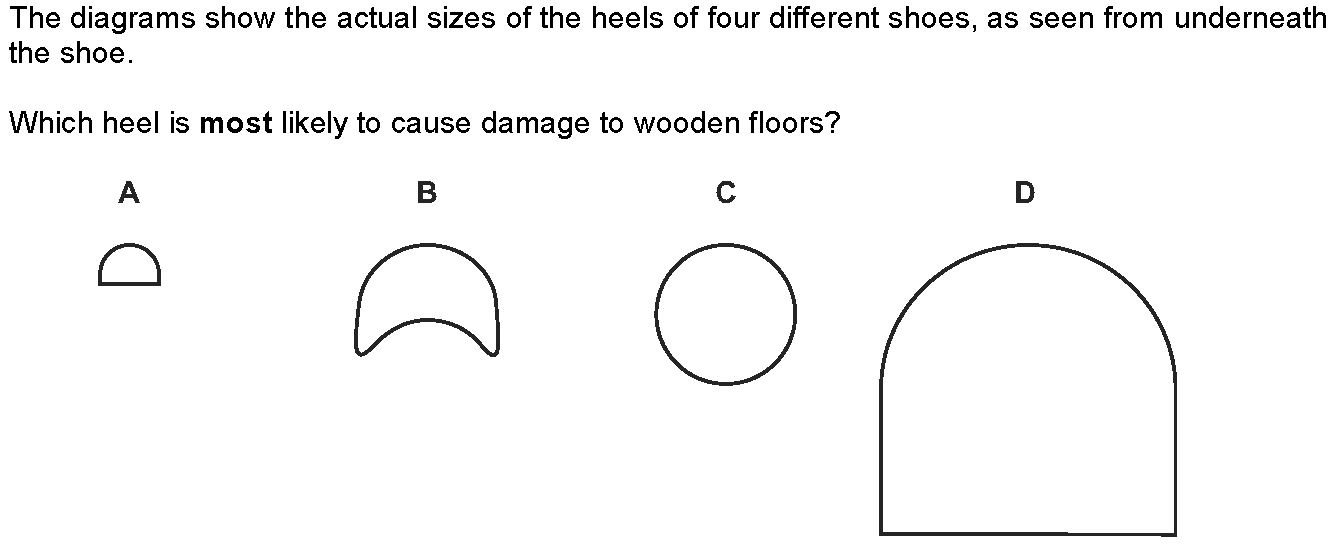 The diagrams show the actual sizes of the heels of four different shoes, as seen from underneath
the shoe.
Which heel is most likely to cause damage to wooden floors?
A B C D